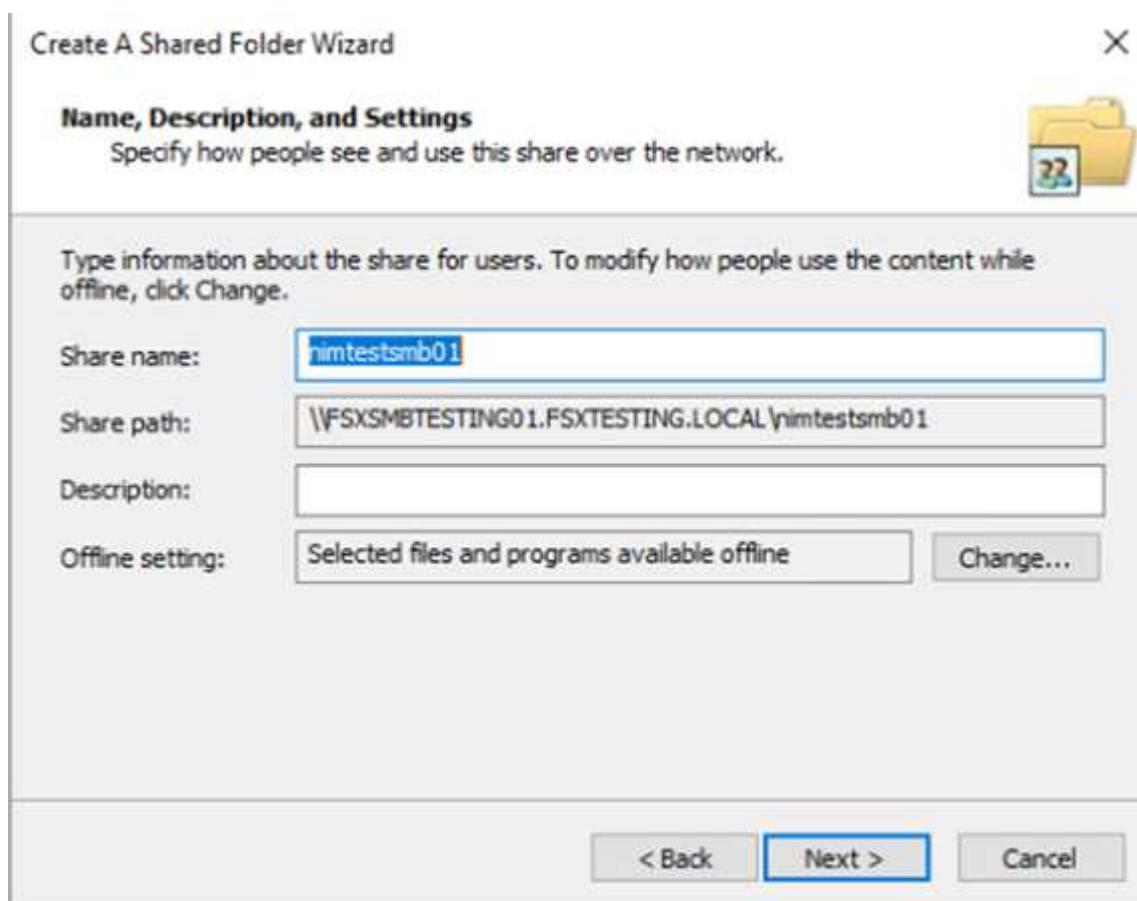 Create A Shared Folder Wizard
Name, Description, and Settings
Specify how people see and use this share over the network.
Type information about the share for users. To modify how people use the content while
offline, click Change.
Share name:
nimtestsmb01
Share path:
\\FSXSMBTESTING01.FSXTESTING.LOCAL\nimtestsmb01
Description:
Offline setting:
Selected files and programs available offline
Change...
< Back
Next >
Cancel